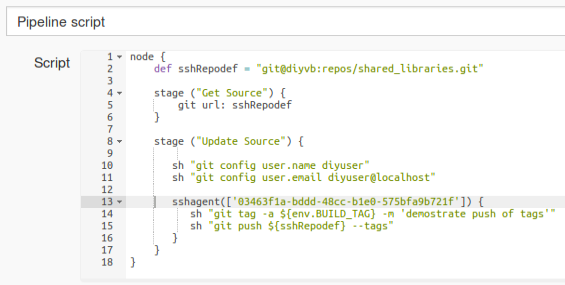 Pipeline script
Script
1 node {
2 def sshRepodef = "git@diyvb:repos/shared_libraries.git"
3
4 stage ("Get Source") {
5 git url: sshRepodef
6 }
7
8 stage ("Update Source") {
9
10 sh "git config user.name diyuser"
11 sh "git config user.email diyuser@localhost"
12
13 sshagent(['03463f1a-bddd-48cc-b1e0-575bfa9b721f']) {
14 sh "git tag -a ${env.BUILD_TAG} -m 'demostrate push of tags'"
15 sh "git push ${sshRepodef} --tags"
16 }
17 }
18 }